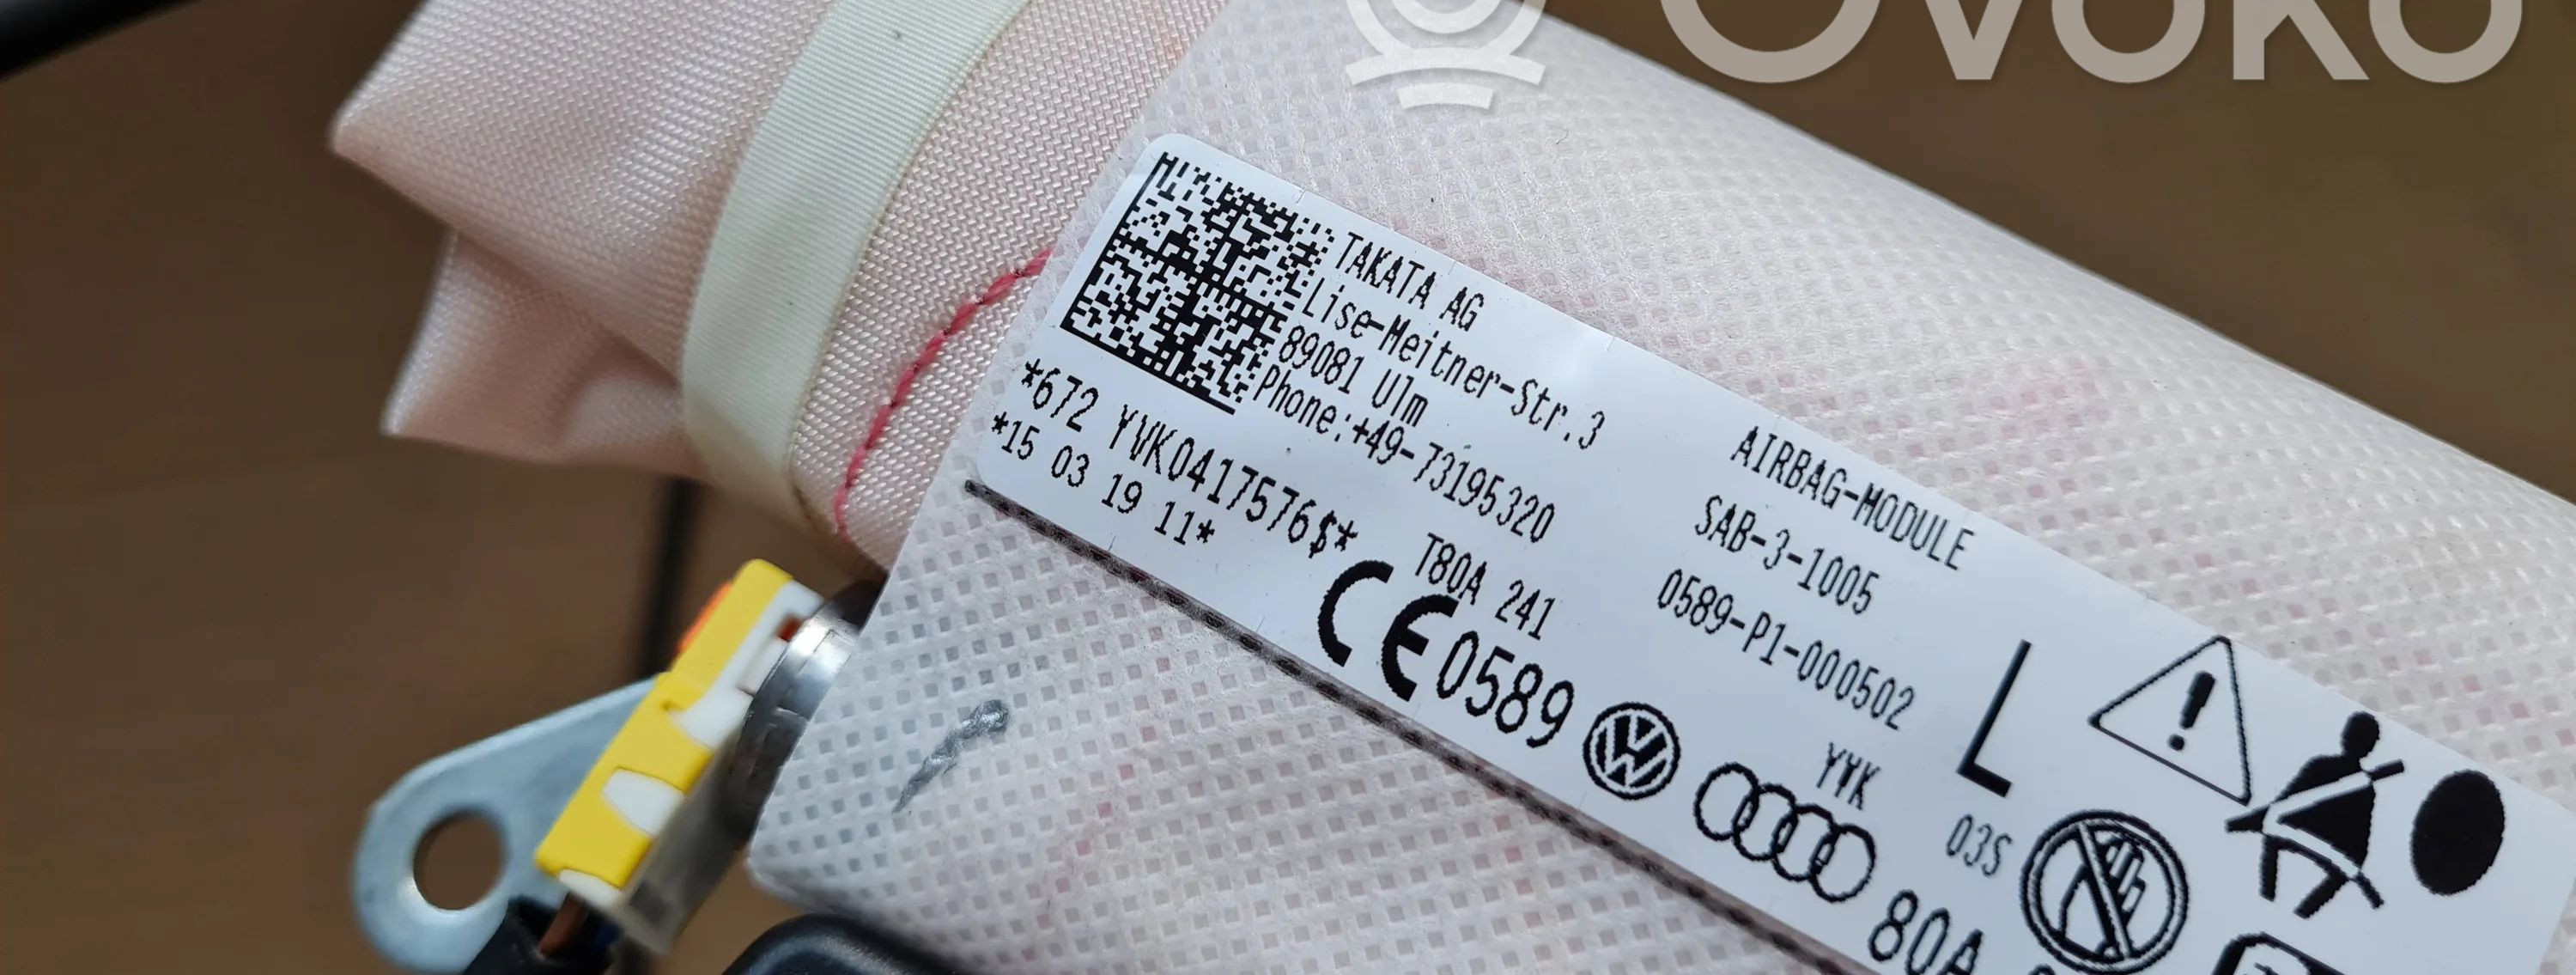 OVOKO
TAKATA AG
Lise-Meitner-Str.3
89081 Ulm
Phone:+49-73195320
*672 YVK0417576$*
*15 03 19 11*
T80A 241
CE0589
AIRBAG-MODULE
SAB-3-1005
0589-P1-000502
YVK
L
03S
80A